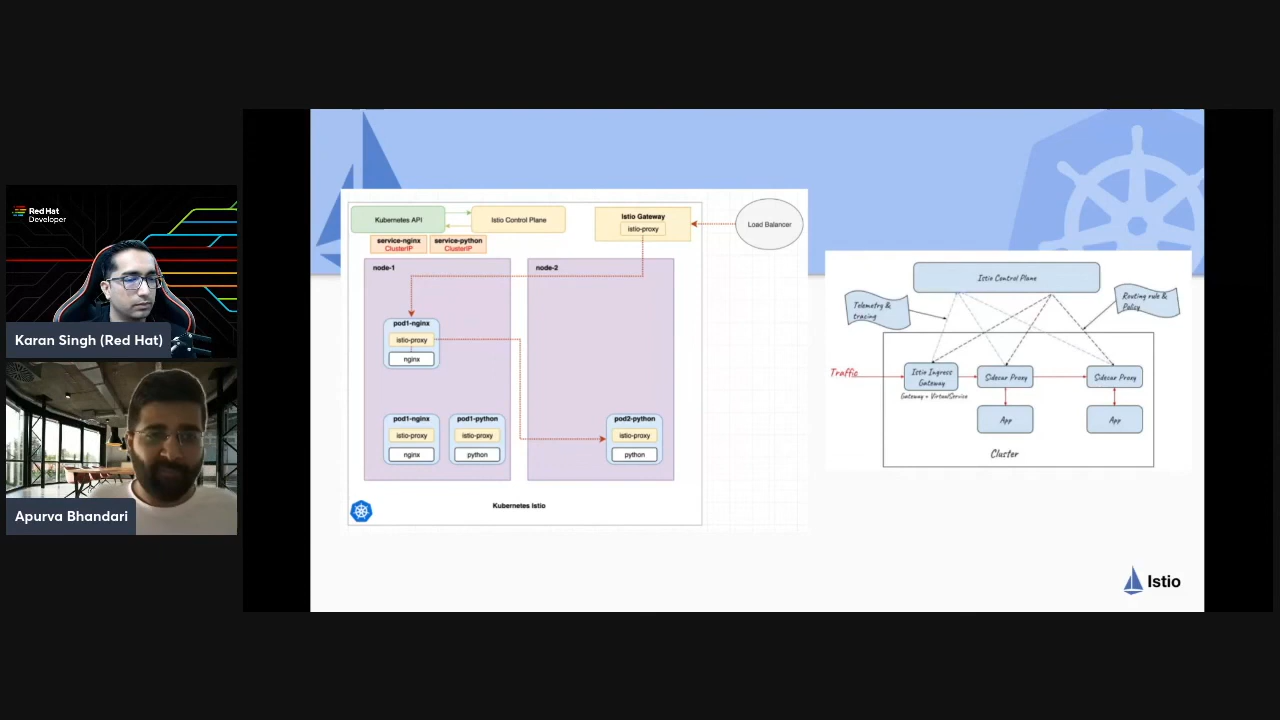 Red Hat
Developer
Karan Singh (Red Hat)
Apurva Bhandari
Kubernetes API
Istio Control Plane
Istio Gateway
istio-proxy
Load Balancer
service-nginx
ClusterIP
service-python
ClusterIP
node-1
node-2
pod1-nginx
istio-proxy
nginx
pod1-nginx
istio-proxy
nginx
pod1-python
istio-proxy
python
pod2-python
istio-proxy
python
Kubernetes Istio
Istio Control Plane
Telemetry &
tracing
Routing rule &
Policy
Traffic
Istio Ingress
Gateway
Gateway + VirtualService
Sidecar Proxy
Sidecar Proxy
App
App
Cluster
Istio